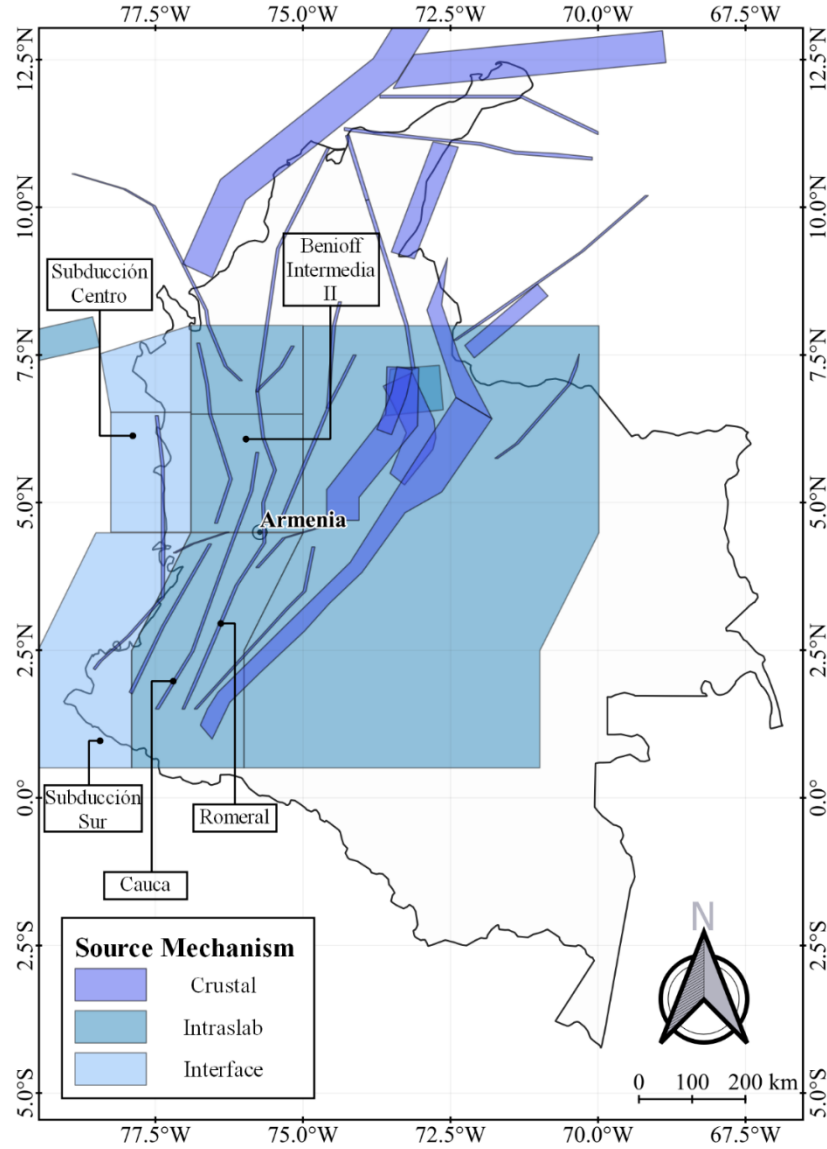 77.5°W 75.0°W 72.5°W 70.0°W 67.5°W
12.5°N 12.5°N
10.0°N 10.0°N
Subducción
Centro
Benioff
Intermedia
II
7.5°N 7.5°N
5.0°N 5.0°N
Armenia
2.5°N 2.5°N
0.0° 0.0°
Subducción
Sur
Romeral
Cauca
2.5°S 2.5°S
Source Mechanism
Crustal
Intraslab
Interface
N
0 100 200 km
5.0°S 5.0°S
77.5°W 75.0°W 72.5°W 70.0°W 67.5°W